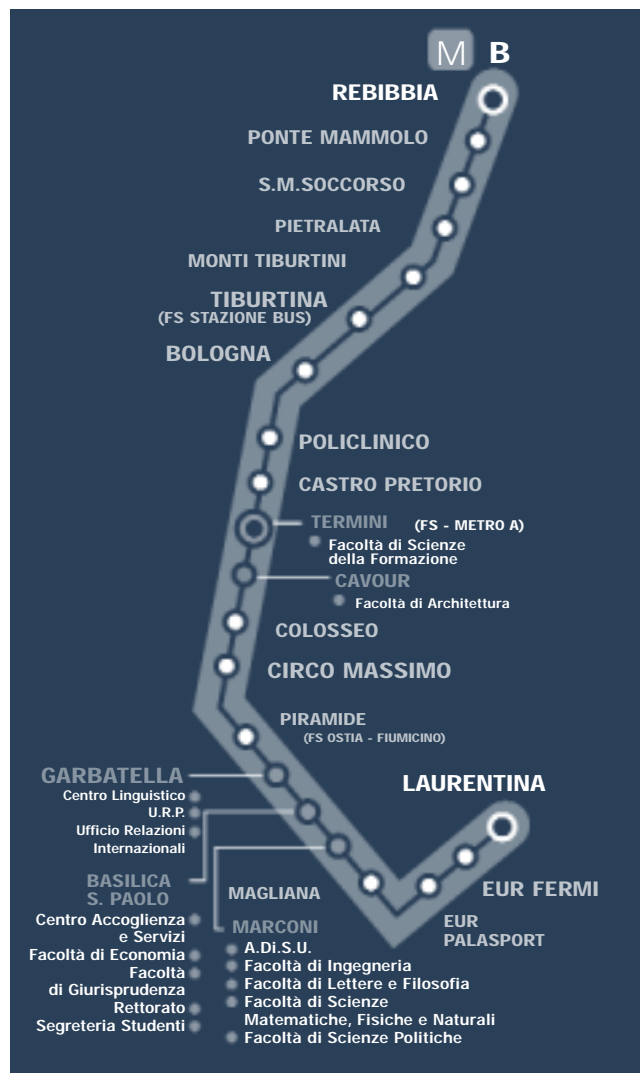 M B
REBIBBIA
PONTE MAMMOLO
S.M.SOCCORSO
PIETRALATA
MONTI TIBURTINI
TIBURTINA
(FS STAZIONE BUS)
BOLOGNA
POLICLINICO
CASTRO PRETORIO
TERMINI (FS - METRO A)
Facoltà di Scienze
della Formazione
CAVOUR
Facoltà di Architettura
COLOSSEO
CIRCO MASSIMO
PIRAMIDE
(FS OSTIA - FIUMICINO)
GARBATELLA
Centro Linguistico
U.R.P.
Ufficio Relazioni
Internazionali
LAURENTINA
BASILICA
S. PAOLO
Centro Accoglienza
e Servizi
Facoltà di Economia
Facoltà
di Giurisprudenza
Rettorato
Segreteria Studenti
MAGLIANA
MARCONI
A.Di.S.U.
Facoltà di Ingegneria
Facoltà di Lettere e Filosofia
Facoltà di Scienze
Matematiche, Fisiche e Naturali
Facoltà di Scienze Politiche
EUR FERMI
EUR
PALASPORT